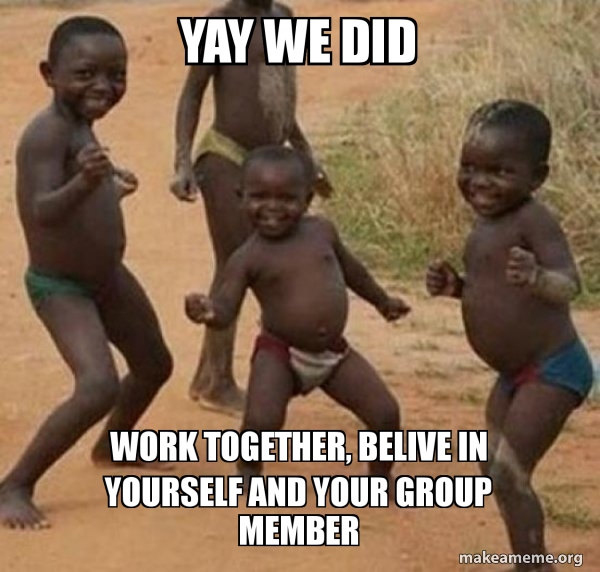 YAY WE DID
WORK TOGETHER, BELIVE IN
YOURSELF AND YOUR GROUP
MEMBER
makeameme.org